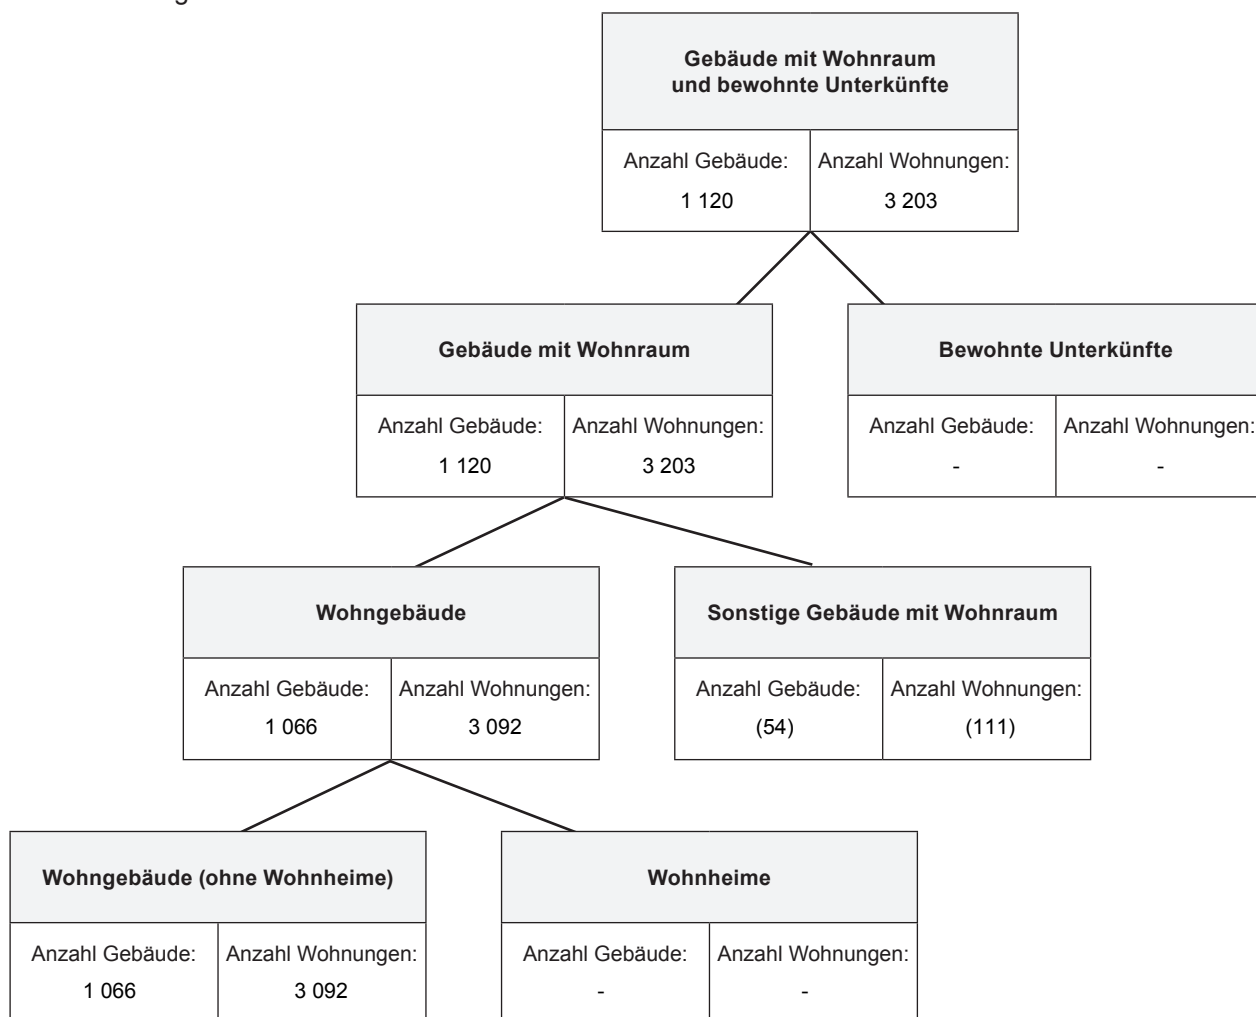 Gebäude mit Wohnraum
und bewohnte Unterkünfte
Anzahl Gebäude: Anzahl Wohnungen:
1 120 3 203
Gebäude mit Wohnraum Bewohnte Unterkünfte
Anzahl Gebäude: Anzahl Wohnungen: Anzahl Gebäude: Anzahl Wohnungen:
1 120 3 203 - -
Wohngebäude Sonstige Gebäude mit Wohnraum
Anzahl Gebäude: Anzahl Wohnungen: Anzahl Gebäude: Anzahl Wohnungen:
1 066 3 092 (54) (111)
Wohngebäude (ohne Wohnheime) Wohnheime
Anzahl Gebäude: Anzahl Wohnungen: Anzahl Gebäude: Anzahl Wohnungen:
1 066 3 092 - -